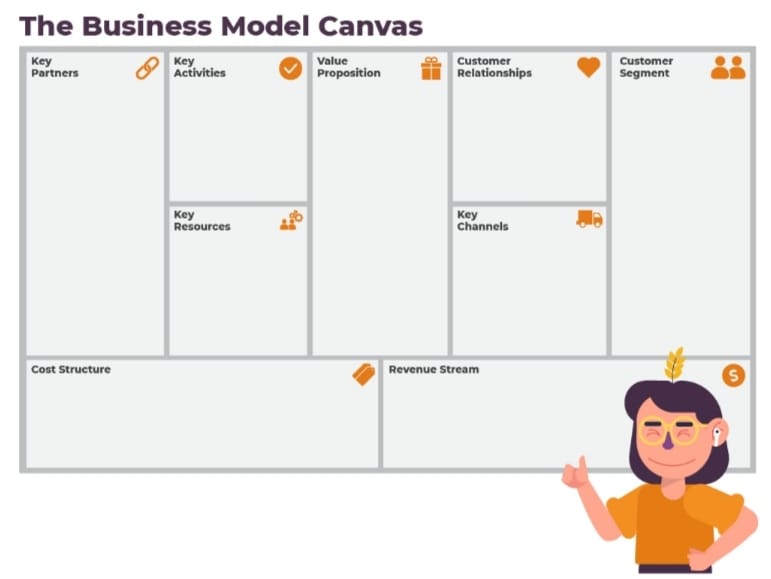 The Business Model Canvas
Key
Partners
Key
Activities
Value
Proposition
Customer
Relationships
Customer
Segment
Key
Resources
Key
Channels
Cost Structure
Revenue Stream
S